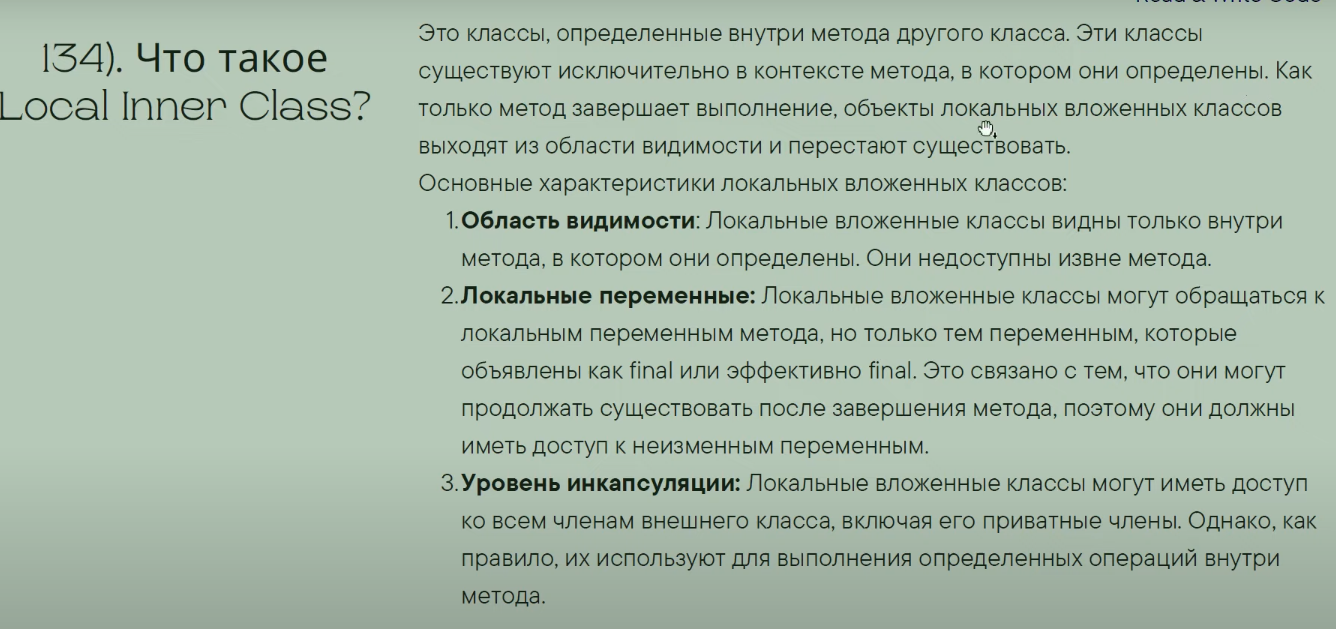 134). Что такое
Local Inner Class?
Это классы, определенные внутри метода другого класса. Эти классы
существуют исключительно в контексте метода, в котором они определены. Как
только метод завершает выполнение, объекты локальных вложенных классов
выходят из области видимости и перестают существовать.
Основные характеристики локальных вложенных классов:
1. Область видимости: Локальные вложенные классы видны только внутри
метода, в котором они определены. Они недоступны извне метода.
2. Локальные переменные: Локальные вложенные классы могут обращаться к
локальным переменным метода, но только тем переменным, которые
объявлены как final или эффективно final. Это связано с тем, что они могут
продолжать существовать после завершения метода, поэтому они должны
иметь доступ к неизменным переменным.
3. Уровень инкапсуляции: Локальные вложенные классы могут иметь доступ
ко всем членам внешнего класса, включая его приватные члены. Однако, как
правило, их используют для выполнения определенных операций внутри
метода.